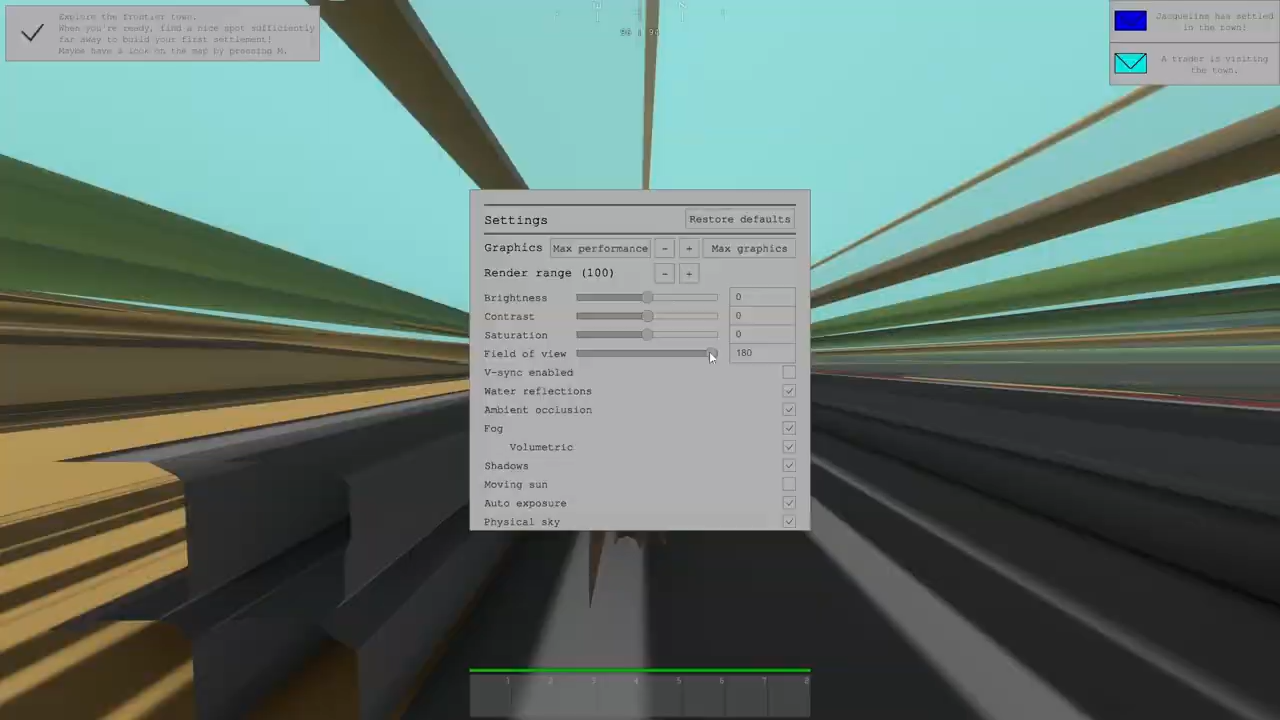 Explore the frontier town.
When you're ready, find a nice spot sufficiently
far away to build your first settlement!
Maybe have a look on the map by pressing M.
W
N
96 | 94
Jacqueline has settled
in the town!
A trader is visiting
the town.
Settings
Restore defaults
Graphics
Max performance
-
+
Max graphics
Render range (100)
-
+
Brightness
0
Contrast
0
Saturation
0
Field of view
180
V-sync enabled
Water reflections
Ambient occlusion
Fog
Volumetric
Shadows
Moving sun
Auto exposure
Physical sky
1 2 3 4 5 6 7 8